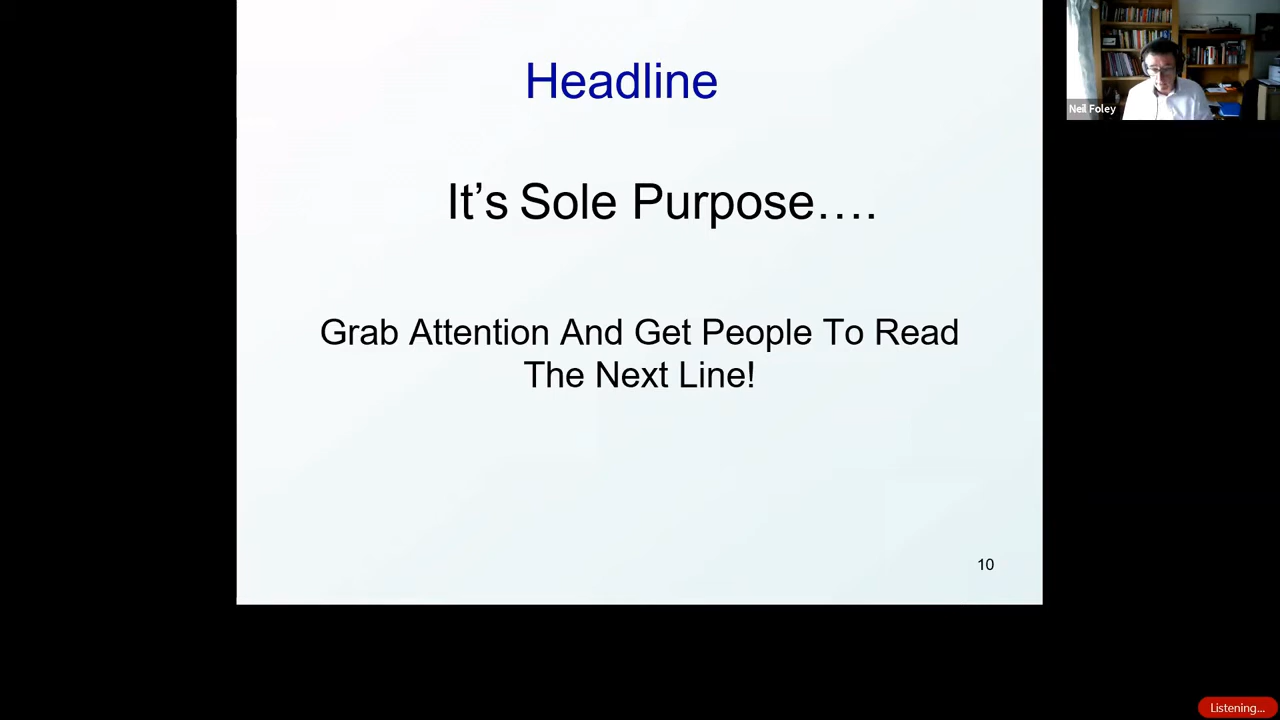 Headline
It’s Sole Purpose….
Grab Attention And Get People To Read
The Next Line!
10
Neil Foley
Listening...